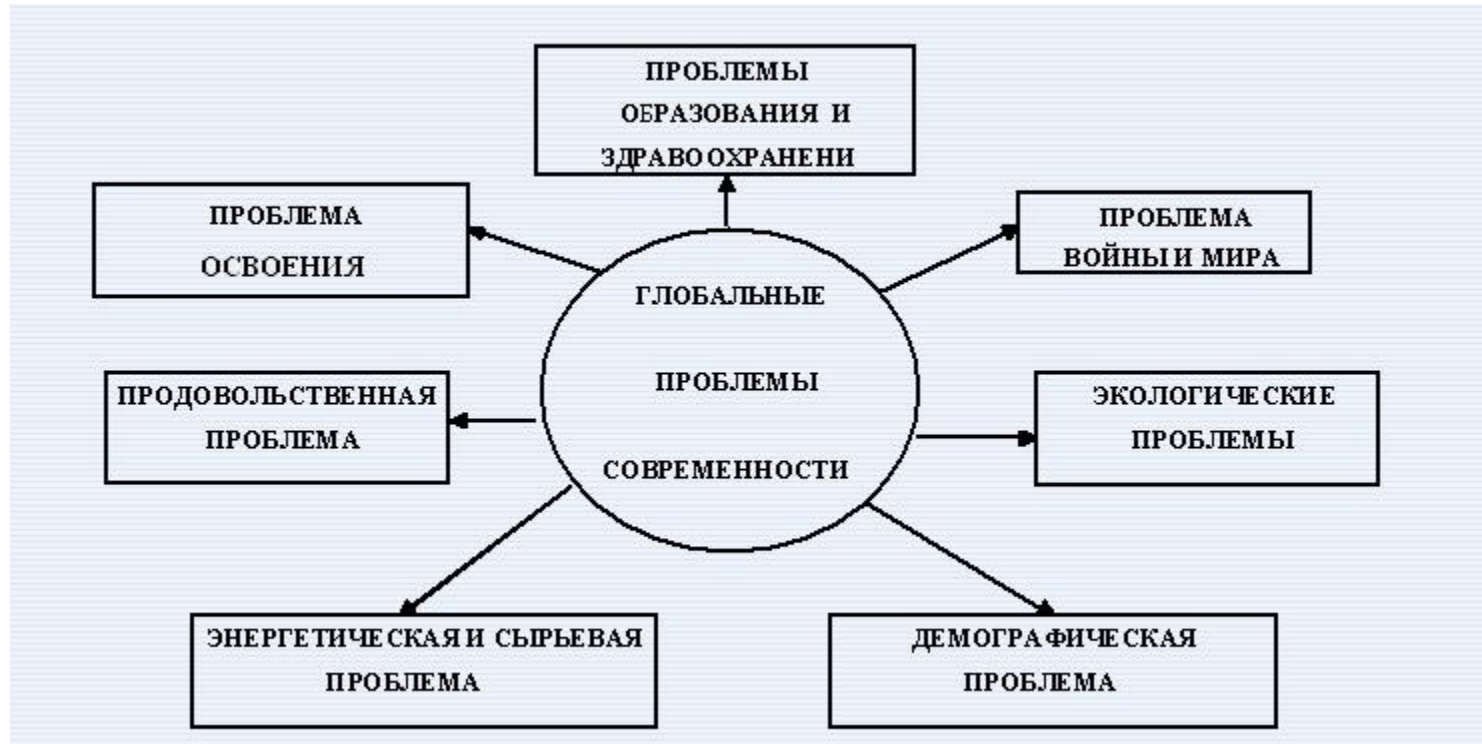 ПРОБЛЕМЫ
ОБРАЗОВАНИЯ И
ЗДРАВООХРАНЕНИ
ПРОБЛЕМА
ОСВОЕНИЯ
ПРОБЛЕМА
ВОЙНЫ И МИРА
ГЛОБАЛЬНЫЕ
ПРОБЛЕМЫ
СОВРЕМЕННОСТИ
ПРОДОВОЛЬСТВЕННАЯ
ПРОБЛЕМА
ЭКОЛОГИЧЕСКИЕ
ПРОБЛЕМЫ
ЭНЕРГЕТИЧЕСКАЯ И СЫРЬЕВАЯ
ПРОБЛЕМА
ДЕМОГРАФИЧЕСКАЯ
ПРОБЛЕМА